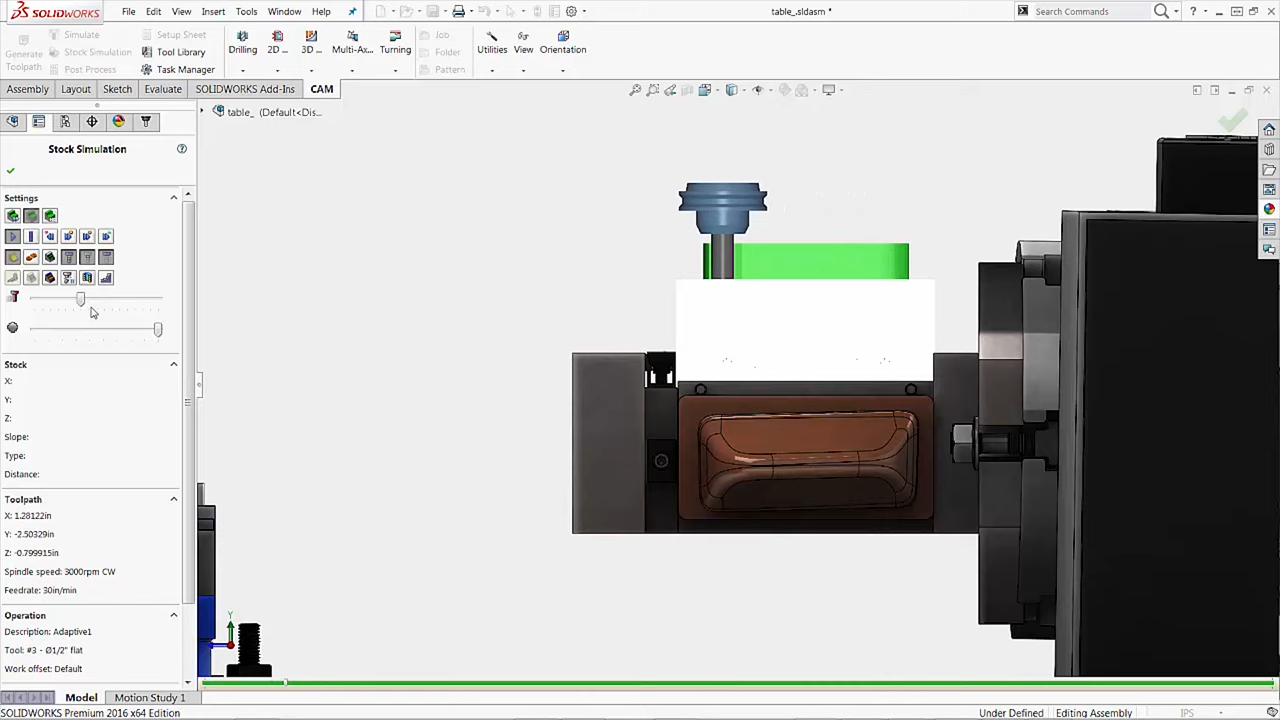 SOLIDWORKS File Edit View Insert Tools Window Help table_.sldasm * Search Commands
Simulate Setup Sheet Job
Generate Toolpath Stock Simulation Tool Library Drilling 2D ... 3D ... Multi-Ax... Turning Folder Utilities View Orientation
Post Process Task Manager Pattern
Assembly Layout Sketch Evaluate SOLIDWORKS Add-Ins CAM
table_ (Default<Dis...
Stock Simulation
Settings
Stock
X:
Y:
Z:
Slope:
Type:
Distance:
Toolpath
X: 1.28122in
Y: -2.50329in
Z: -0.799915in
Spindle speed: 3000rpm CW
Feedrate: 30in/min
Operation
Description: Adaptive1
Tool: #3 - Ø1/2" flat
Work offset: Default
Y
Model Motion Study 1
SOLIDWORKS Premium 2016 x64 Edition Under Defined Editing Assembly IPS